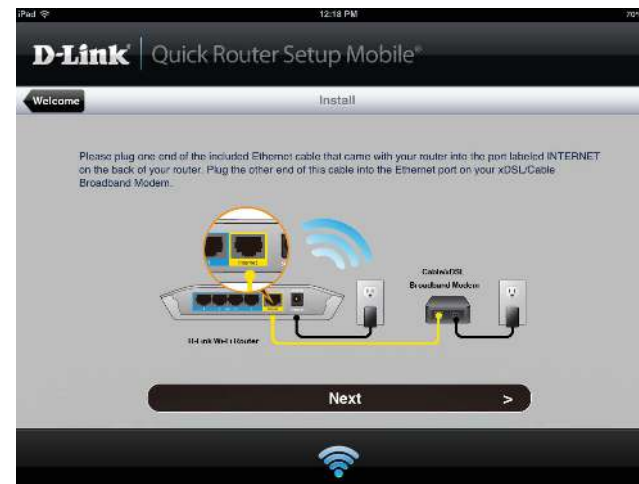 iPad
12:18 PM
70%
D-Link
Quick Router Setup Mobile®
Welcome
Install
Please plug one end of the included Ethernet cable that came with your router into the port labeled INTERNET
on the back of your router. Plug the other end of this cable into the Ethernet port on your xDSL/Cable
Broadband Modem.
Internet
Cable/xDSL
Broadband Modem
D-Link Wi-Fi Router
Next
>